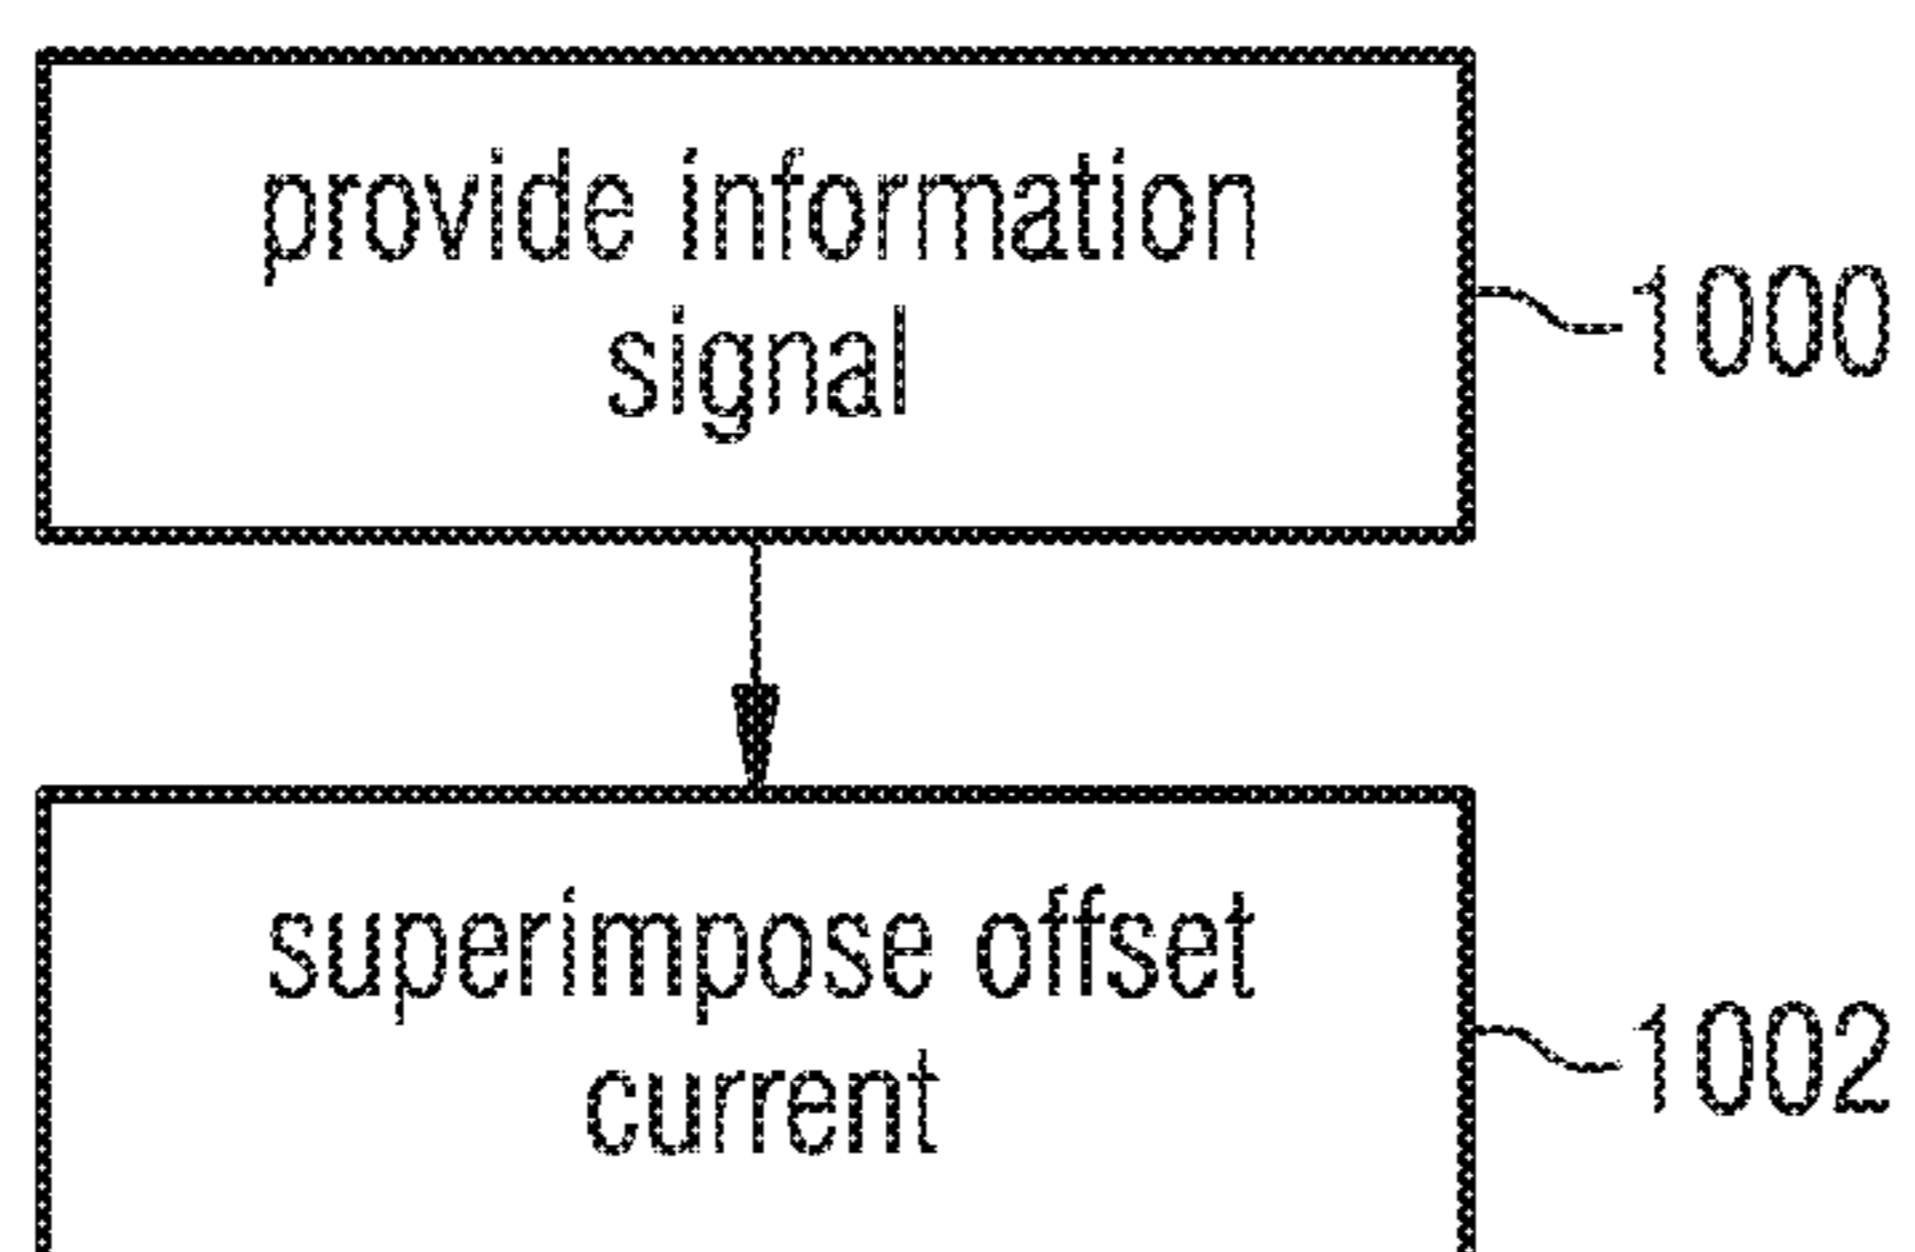 provide information
signal
1000
superimpose offset
current
1002